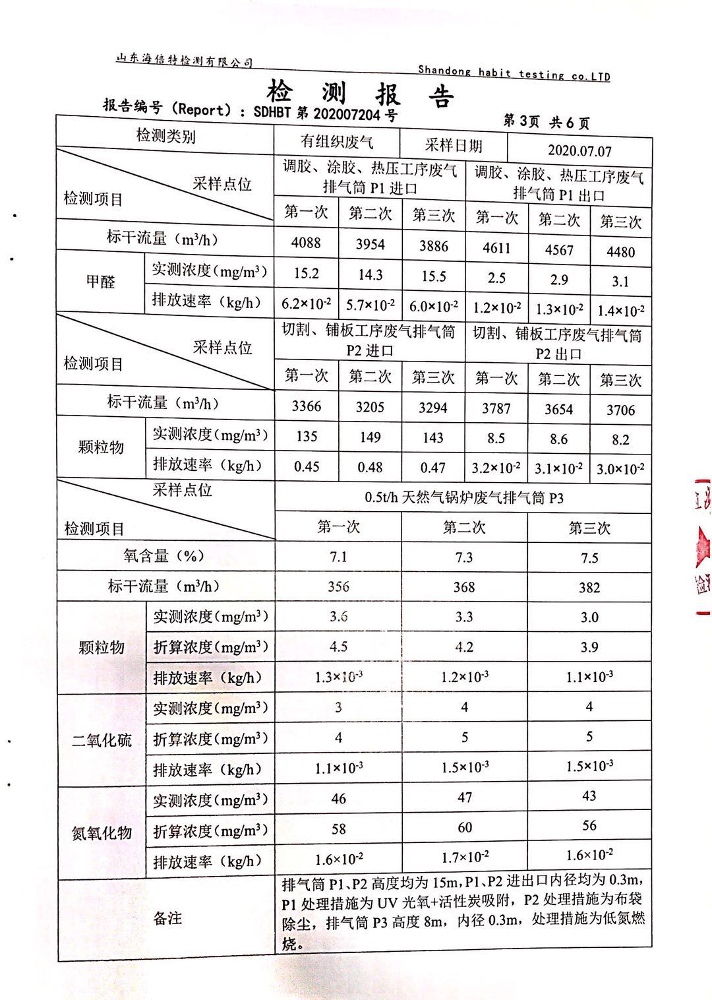 山东海倍特检测有限公司 Shandong habit testing co.LTD
检 测 报 告
报告编号（Report）：SDHBT 第 202007204 号
第 3页 共 6 页
检测类别 有组织废气 采样日期 2020.07.07
采样点位
检测项目
调胶、涂胶、热压工序废气
排气筒 P1 进口
调胶、涂胶、热压工序废气
排气筒 P1 出口
第一次 第二次 第三次 第一次 第二次 第三次
标干流量（m³/h） 4088 3954 3886 4611 4567 4480
甲醛
实测浓度(mg/m³) 15.2 14.3 15.5 2.5 2.9 3.1
排放速率（kg/h） 6.2×10⁻² 5.7×10⁻² 6.0×10⁻² 1.2×10⁻² 1.3×10⁻² 1.4×10⁻²
采样点位
检测项目
切割、铺板工序废气排气筒
P2 进口
切割、铺板工序废气排气筒
P2 出口
第一次 第二次 第三次 第一次 第二次 第三次
标干流量（m³/h） 3366 3205 3294 3787 3654 3706
颗粒物
实测浓度(mg/m³) 135 149 143 8.5 8.6 8.2
排放速率（kg/h） 0.45 0.48 0.47 3.2×10⁻² 3.1×10⁻² 3.0×10⁻²
采样点位
检测项目
0.5t/h 天然气锅炉废气排气筒 P3
第一次 第二次 第三次
氧含量（%） 7.1 7.3 7.5
标干流量（m³/h） 356 368 382
颗粒物
实测浓度(mg/m³) 3.6 3.3 3.0
折算浓度(mg/m³) 4.5 4.2 3.9
排放速率（kg/h） 1.3×10⁻³ 1.2×10⁻³ 1.1×10⁻³
二氧化硫
实测浓度(mg/m³) 3 4 4
折算浓度(mg/m³) 4 5 5
排放速率（kg/h） 1.1×10⁻³ 1.5×10⁻³ 1.5×10⁻³
氮氧化物
实测浓度(mg/m³) 46 47 43
折算浓度(mg/m³) 58 60 56
排放速率（kg/h） 1.6×10⁻² 1.7×10⁻² 1.6×10⁻²
备注
排气筒 P1、P2 高度均为 15m，P1、P2 进出口内径均为 0.3m，
P1 处理措施为 UV 光氧+活性炭吸附，P2 处理措施为布袋
除尘，排气筒 P3 高度 8m，内径 0.3m，处理措施为低氮燃
烧。